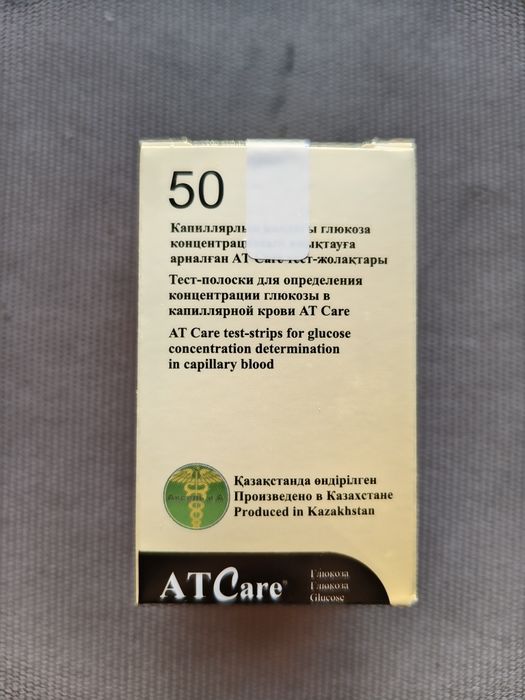 50
глюкоза
концентрац
арналған AT Care тест-жолақтары
Тест-полоски для определения
концентрации глюкозы в
капиллярной крови AT Care
AT Care test-strips for glucose
concentration determination
in capillary blood
Қазақстанда өндірілген
Произведено в Казахстане
Produced in Kazakhstan
ATCare®
Глюкоза
Глюкоза
Glucose